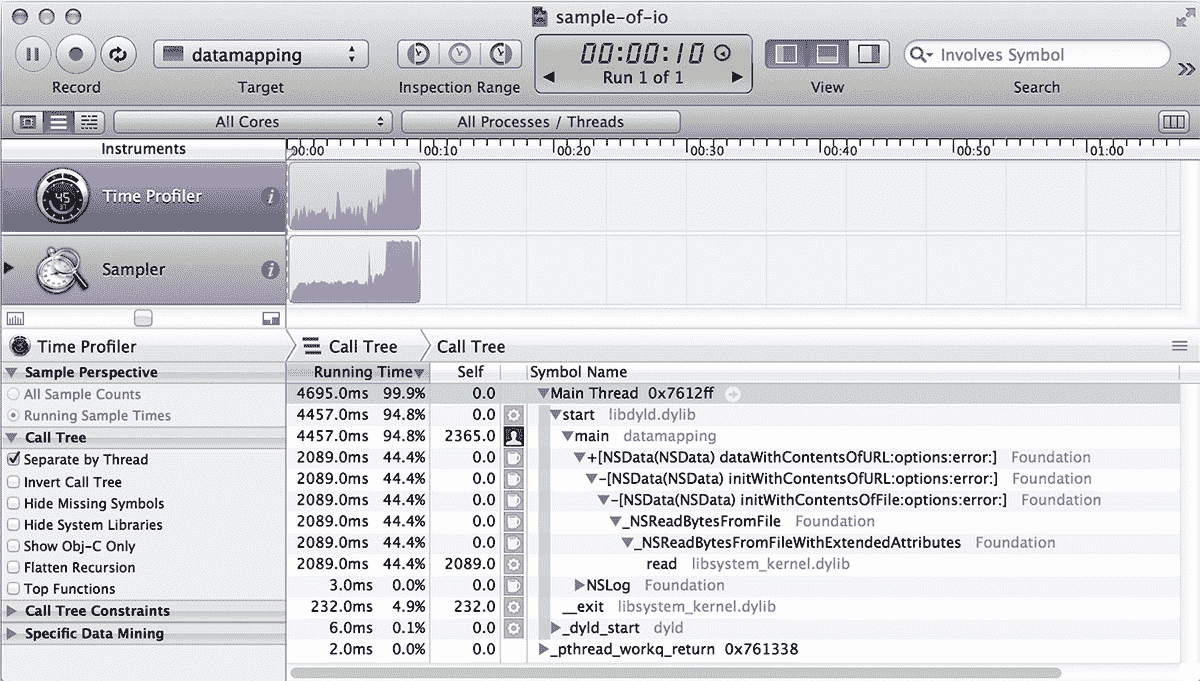 sample-of-io
datamapping
00:00:10
Run 1 of 1
Involves Symbol
Record
Target
Inspection Range
View
Search
All Cores
All Processes / Threads
Instruments
00:00 00:10 00:20 00:30 00:40 00:50 01:00
45
Time Profiler
Sampler
Time Profiler
Call Tree
Call Tree
Sample Perspective
All Sample Counts
Running Sample Times
Call Tree
Separate by Thread
Invert Call Tree
Hide Missing Symbols
Hide System Libraries
Show Obj-C Only
Flatten Recursion
Top Functions
Call Tree Constraints
Specific Data Mining
Running Time Self Symbol Name
4695.0ms 99.9% 0.0 Main Thread 0x7612ff
4457.0ms 94.8% 0.0 start libdyld.dylib
4457.0ms 94.8% 2365.0 main datamapping
2089.0ms 44.4% 0.0 +[NSData(NSData) dataWithContentsOfURL:options:error:] Foundation
2089.0ms 44.4% 0.0 -[NSData(NSData) initWithContentsOfURL:options:error:] Foundation
2089.0ms 44.4% 0.0 -[NSData(NSData) initWithContentsOfFile:options:error:] Foundation
2089.0ms 44.4% 0.0 _NSReadBytesFromFile Foundation
2089.0ms 44.4% 0.0 _NSReadBytesFromFileWithExtendedAttributes Foundation
2089.0ms 44.4% 2089.0 read libsystem_kernel.dylib
3.0ms 0.0% 0.0 NSLog Foundation
232.0ms 4.9% 232.0 __exit libsystem_kernel.dylib
6.0ms 0.1% 0.0 _dyld_start dyld
2.0ms 0.0% 0.0 _pthread_workq_return 0x761338